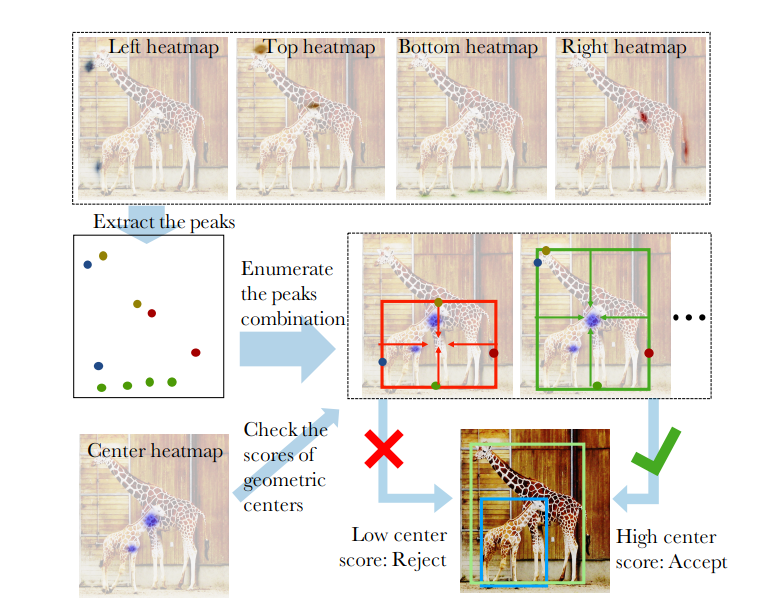 Left heatmap
Top heatmap
Bottom heatmap
Right heatmap
Extract the peaks
Enumerate
the peaks
combination
Center heatmap
Check the
scores of
geometric
centers
Low center
score: Reject
High center
score: Accept